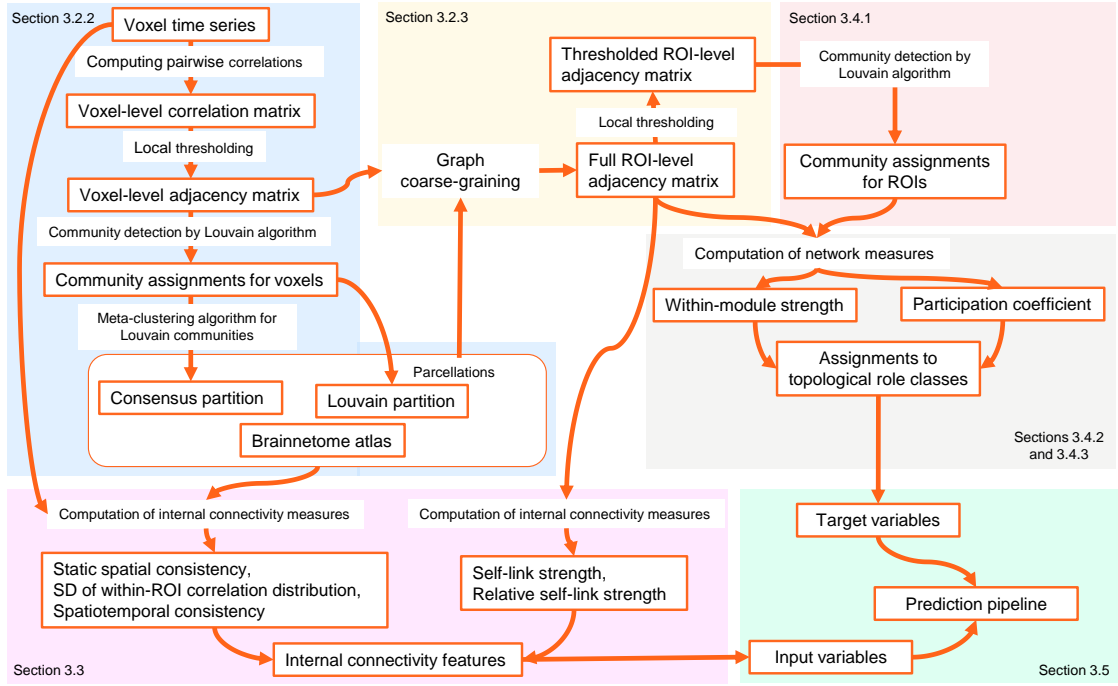 Section 3.2.2
Voxel time series
Computing pairwise correlations
Voxel-level correlation matrix
Local thresholding
Voxel-level adjacency matrix
Community detection by Louvain algorithm
Community assignments for voxels
Meta-clustering algorithm for
Louvain communities
Parcellations
Consensus partition
Louvain partition
Brainnetome atlas
Section 3.2.3
Thresholded ROI-level
adjacency matrix
Local thresholding
Graph
coarse-graining
Full ROI-level
adjacency matrix
Section 3.4.1
Community detection by
Louvain algorithm
Community assignments
for ROIs
Computation of network measures
Within-module strength
Participation coefficient
Assignments to
topological role classes
Sections 3.4.2
and 3.4.3
Computation of internal connectivity measures
Static spatial consistency,
SD of within-ROI correlation distribution,
Spatiotemporal consistency
Computation of internal connectivity measures
Self-link strength,
Relative self-link strength
Internal connectivity features
Section 3.3
Target variables
Prediction pipeline
Input variables
Section 3.5